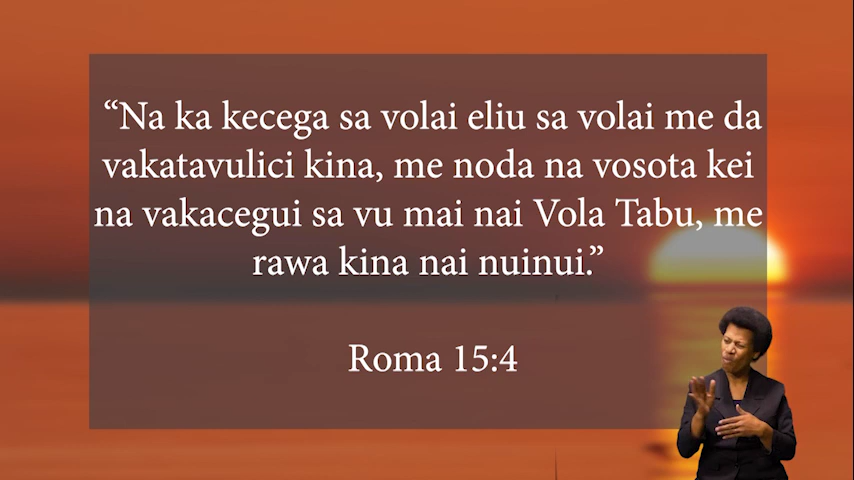 “Na ka kecega sa volai eliu sa volai me da
vakatavulici kina, me noda na vosota kei
na vakacegui sa vu mai nai Vola Tabu, me
rawa kina nai nuinui.”
Roma 15:4